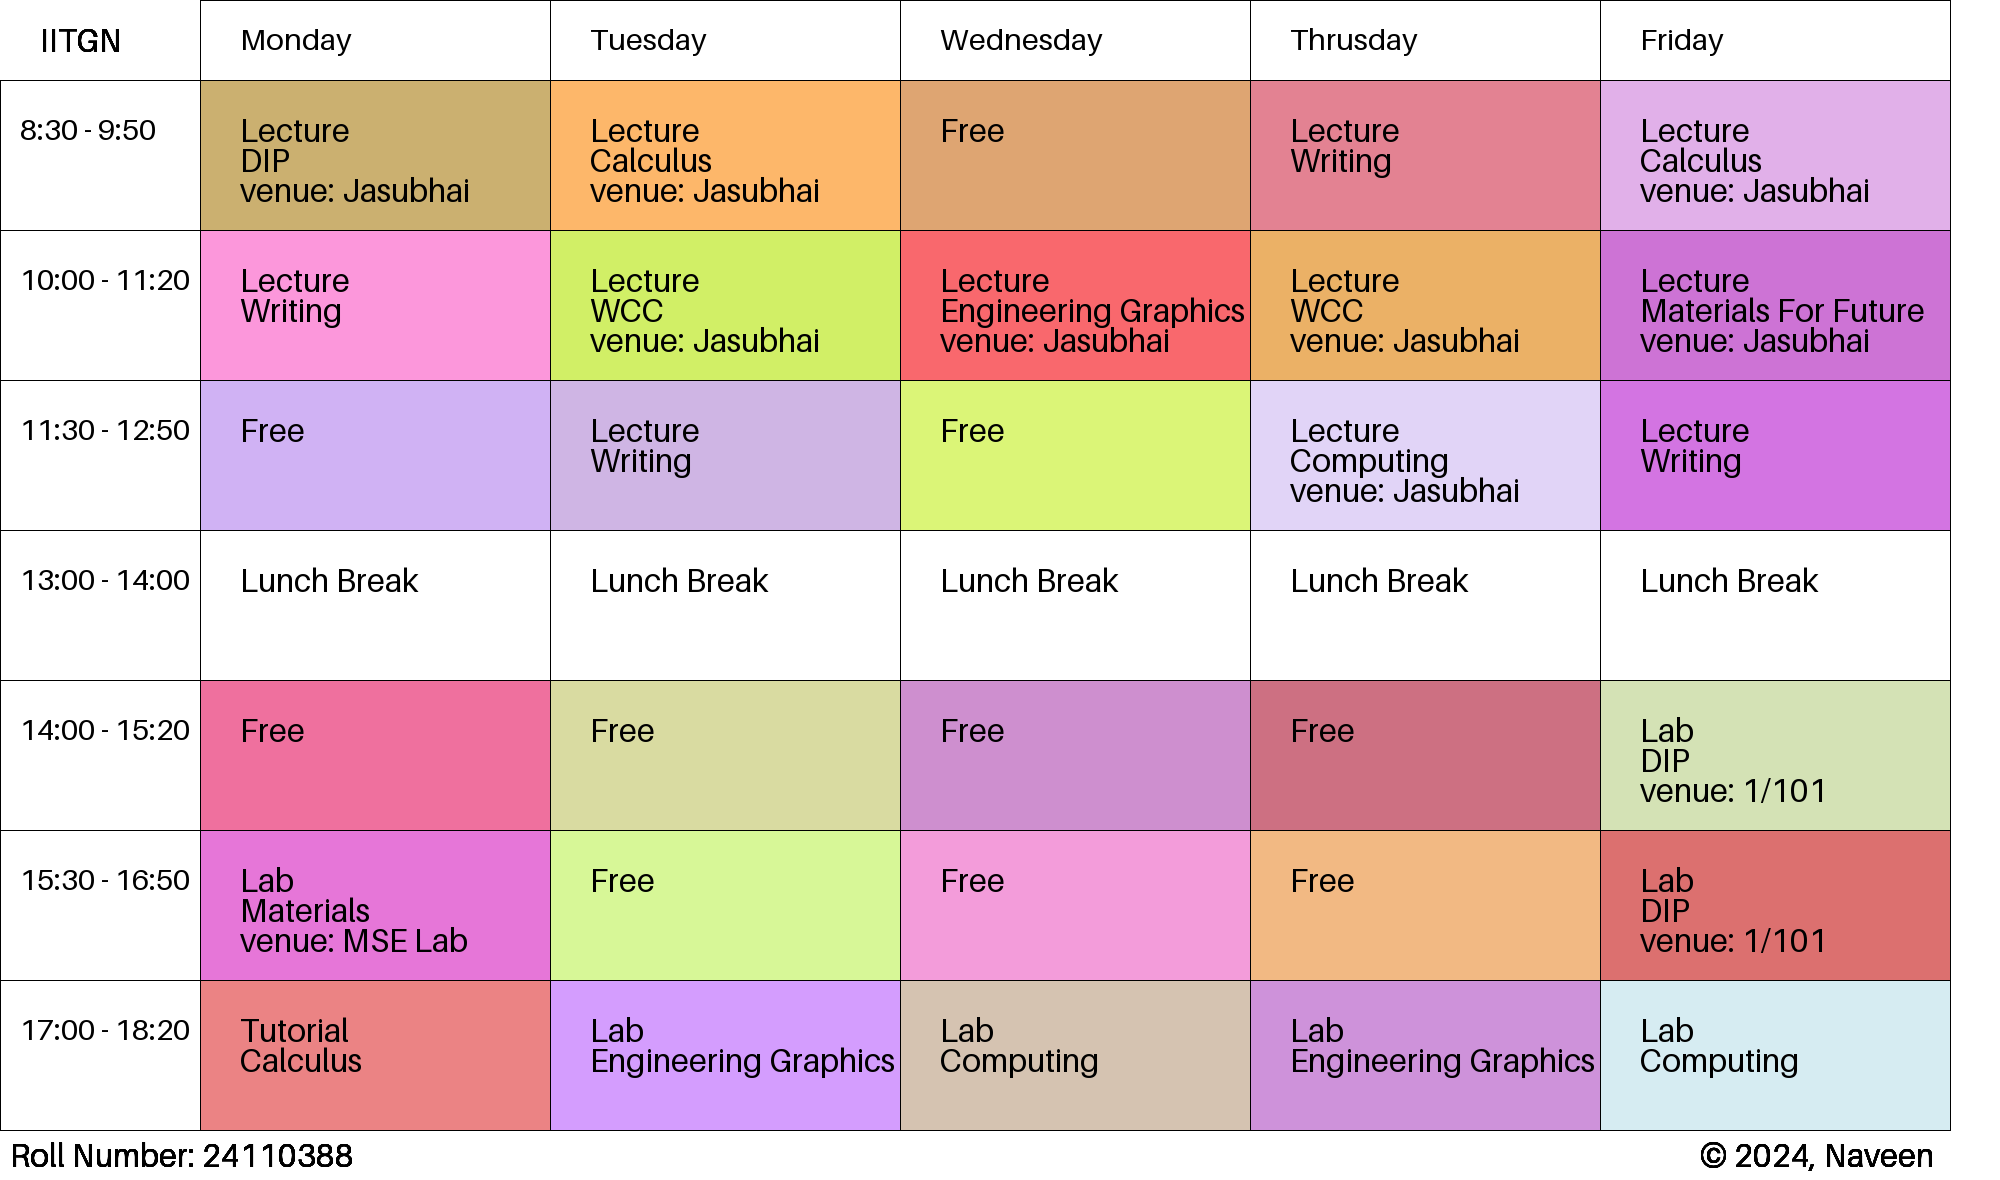 IITGN Monday Tuesday Wednesday Thrusday Friday
8:30 - 9:50
Lecture
DIP
venue: Jasubhai
Lecture
Calculus
venue: Jasubhai
Free
Lecture
Writing
Lecture
Calculus
venue: Jasubhai
10:00 - 11:20
Lecture
Writing
Lecture
WCC
venue: Jasubhai
Lecture
Engineering Graphics
venue: Jasubhai
Lecture
WCC
venue: Jasubhai
Lecture
Materials For Future
venue: Jasubhai
11:30 - 12:50
Free
Lecture
Writing
Free
Lecture
Computing
venue: Jasubhai
Lecture
Writing
13:00 - 14:00
Lunch Break
Lunch Break
Lunch Break
Lunch Break
Lunch Break
14:00 - 15:20
Free
Free
Free
Free
Lab
DIP
venue: 1/101
15:30 - 16:50
Lab
Materials
venue: MSE Lab
Free
Free
Free
Lab
DIP
venue: 1/101
17:00 - 18:20
Tutorial
Calculus
Lab
Engineering Graphics
Lab
Computing
Lab
Engineering Graphics
Lab
Computing
Roll Number: 24110388
© 2024, Naveen